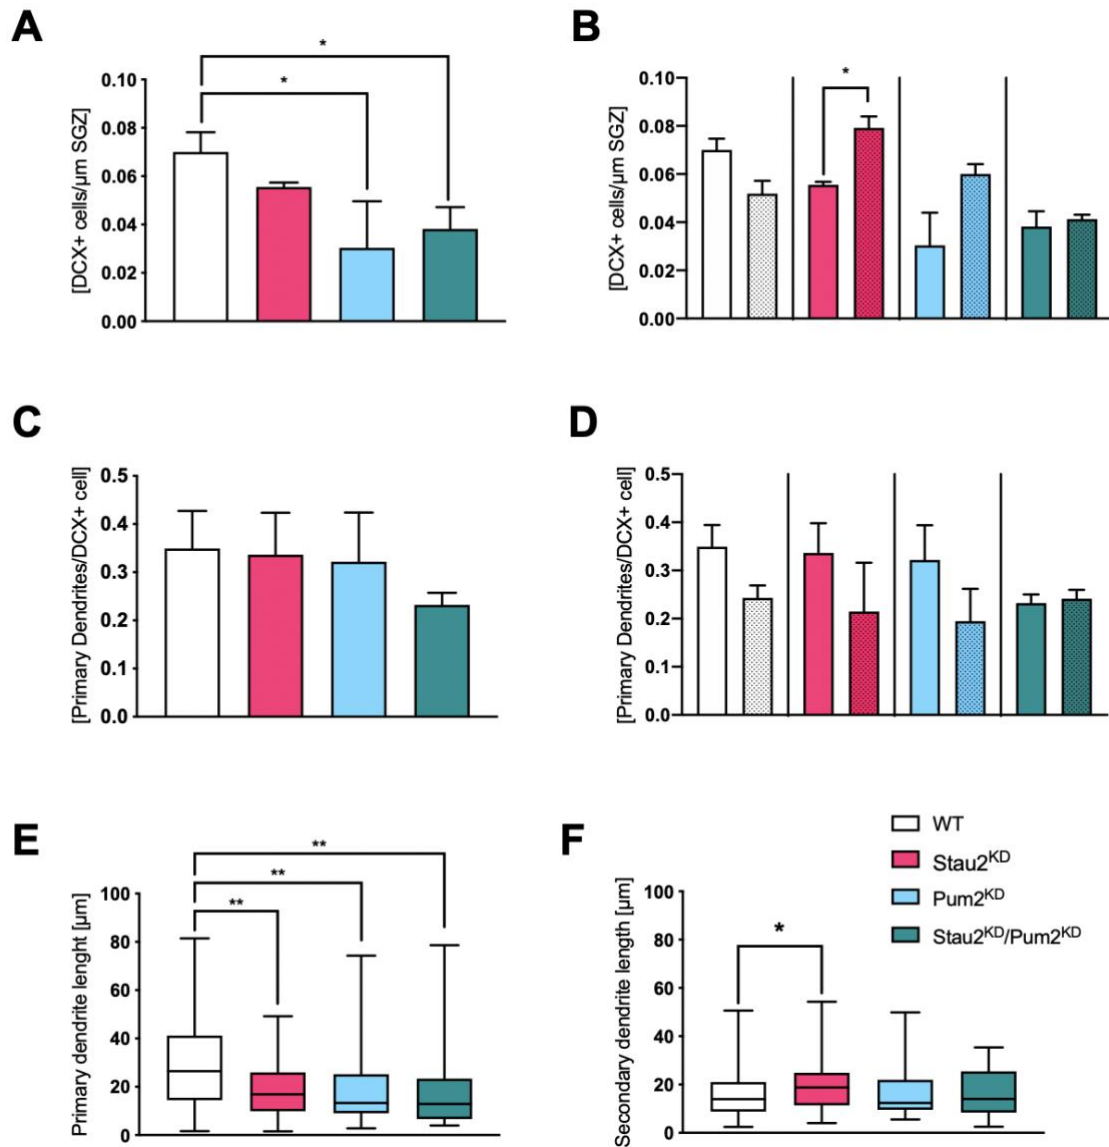 A
[DCX+ cells/µm SGZ]
0.10
0.08
0.06
0.04
0.02
0.00
*
*
B
[DCX+ cells/µm SGZ]
0.10
0.08
0.06
0.04
0.02
0.00
*
C
[Primary Dendrites/DCX+ cell]
0.5
0.4
0.3
0.2
0.1
0.0
D
[Primary Dendrites/DCX+ cell]
0.5
0.4
0.3
0.2
0.1
0.0
E
Primary dendrite lenght [µm]
100
80
60
40
20
0
**
**
**
F
Secondary dendrite length [µm]
100
80
60
40
20
0
*
WT
Stau2KD
Pum2KD
Stau2KD/Pum2KD